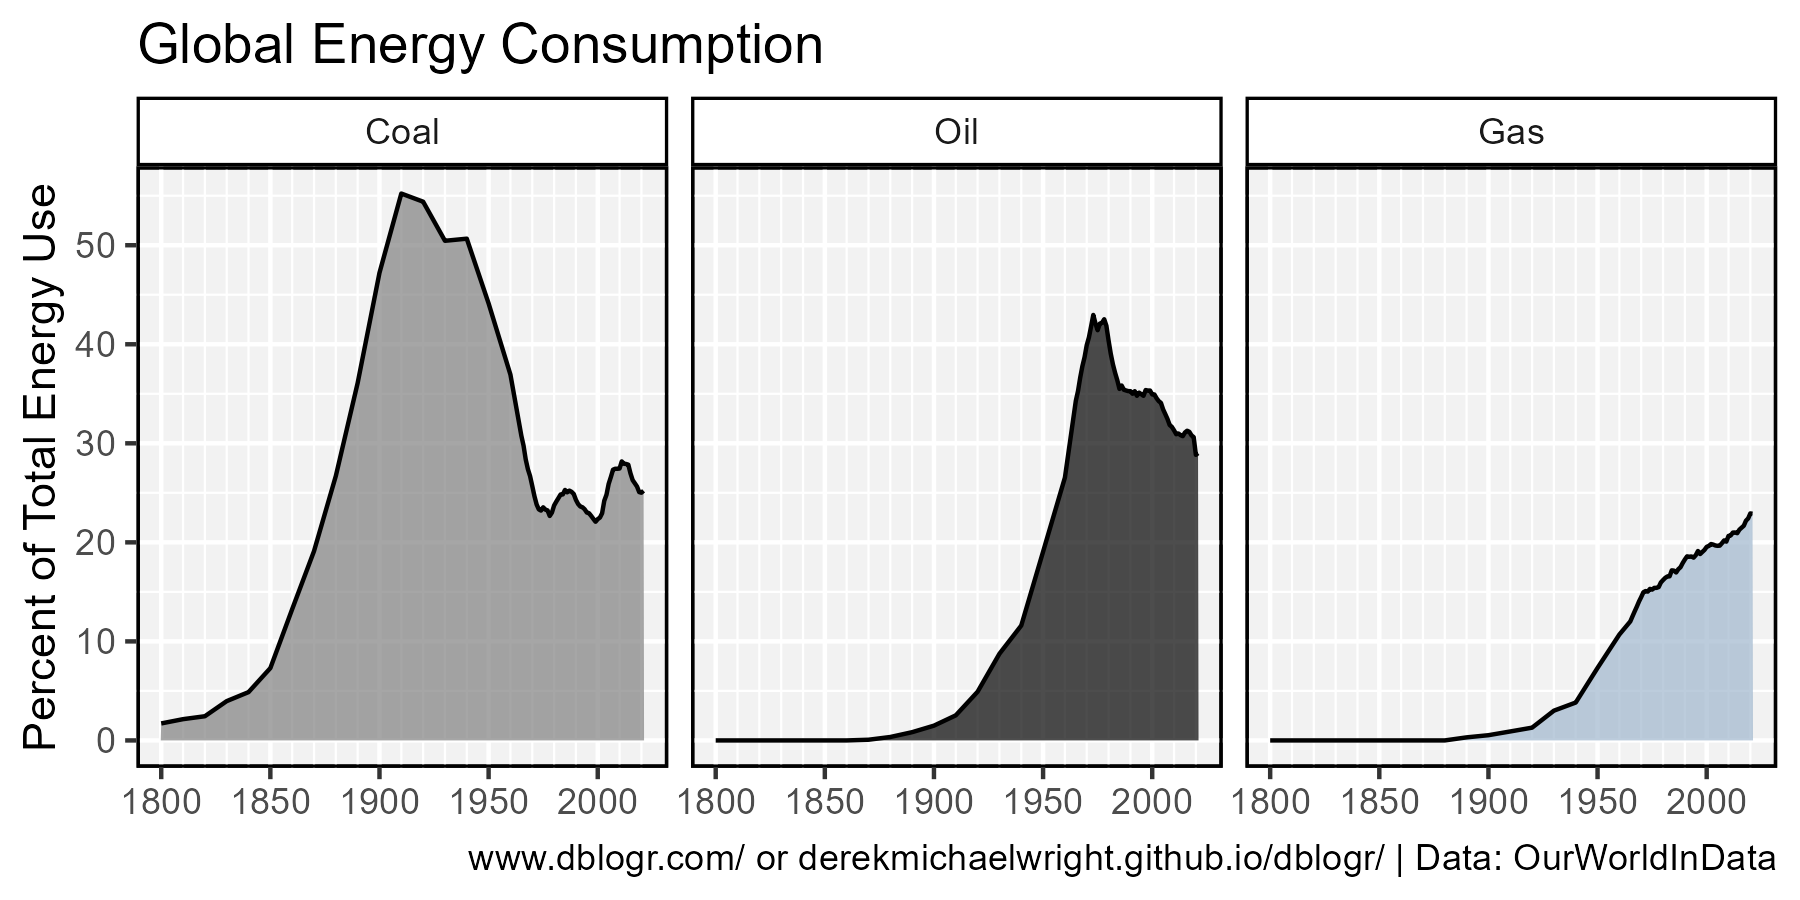 Global Energy Consumption
Coal
Oil
Gas
Percent of Total Energy Use
50
40
30
20
10
0
1800 1850 1900 1950 2000
1800 1850 1900 1950 2000
1800 1850 1900 1950 2000
www.dblogr.com/ or derekmichaelwright.github.io/dblogr/ | Data: OurWorldInData